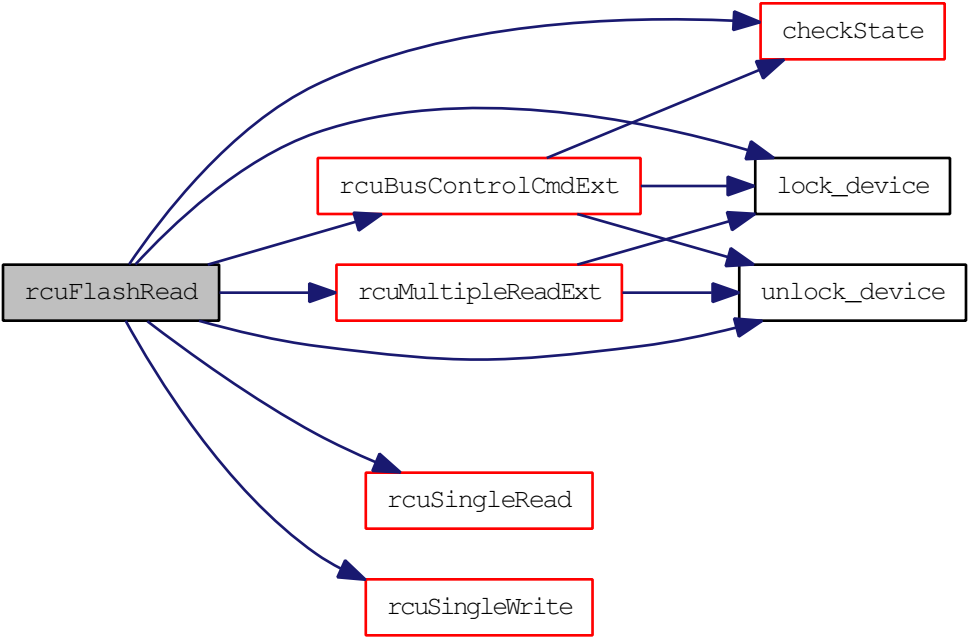 checkState
rcuBusControlCmdExt
lock_device
rcuFlashRead
rcuMultipleReadExt
unlock_device
rcuSingleRead
rcuSingleWrite